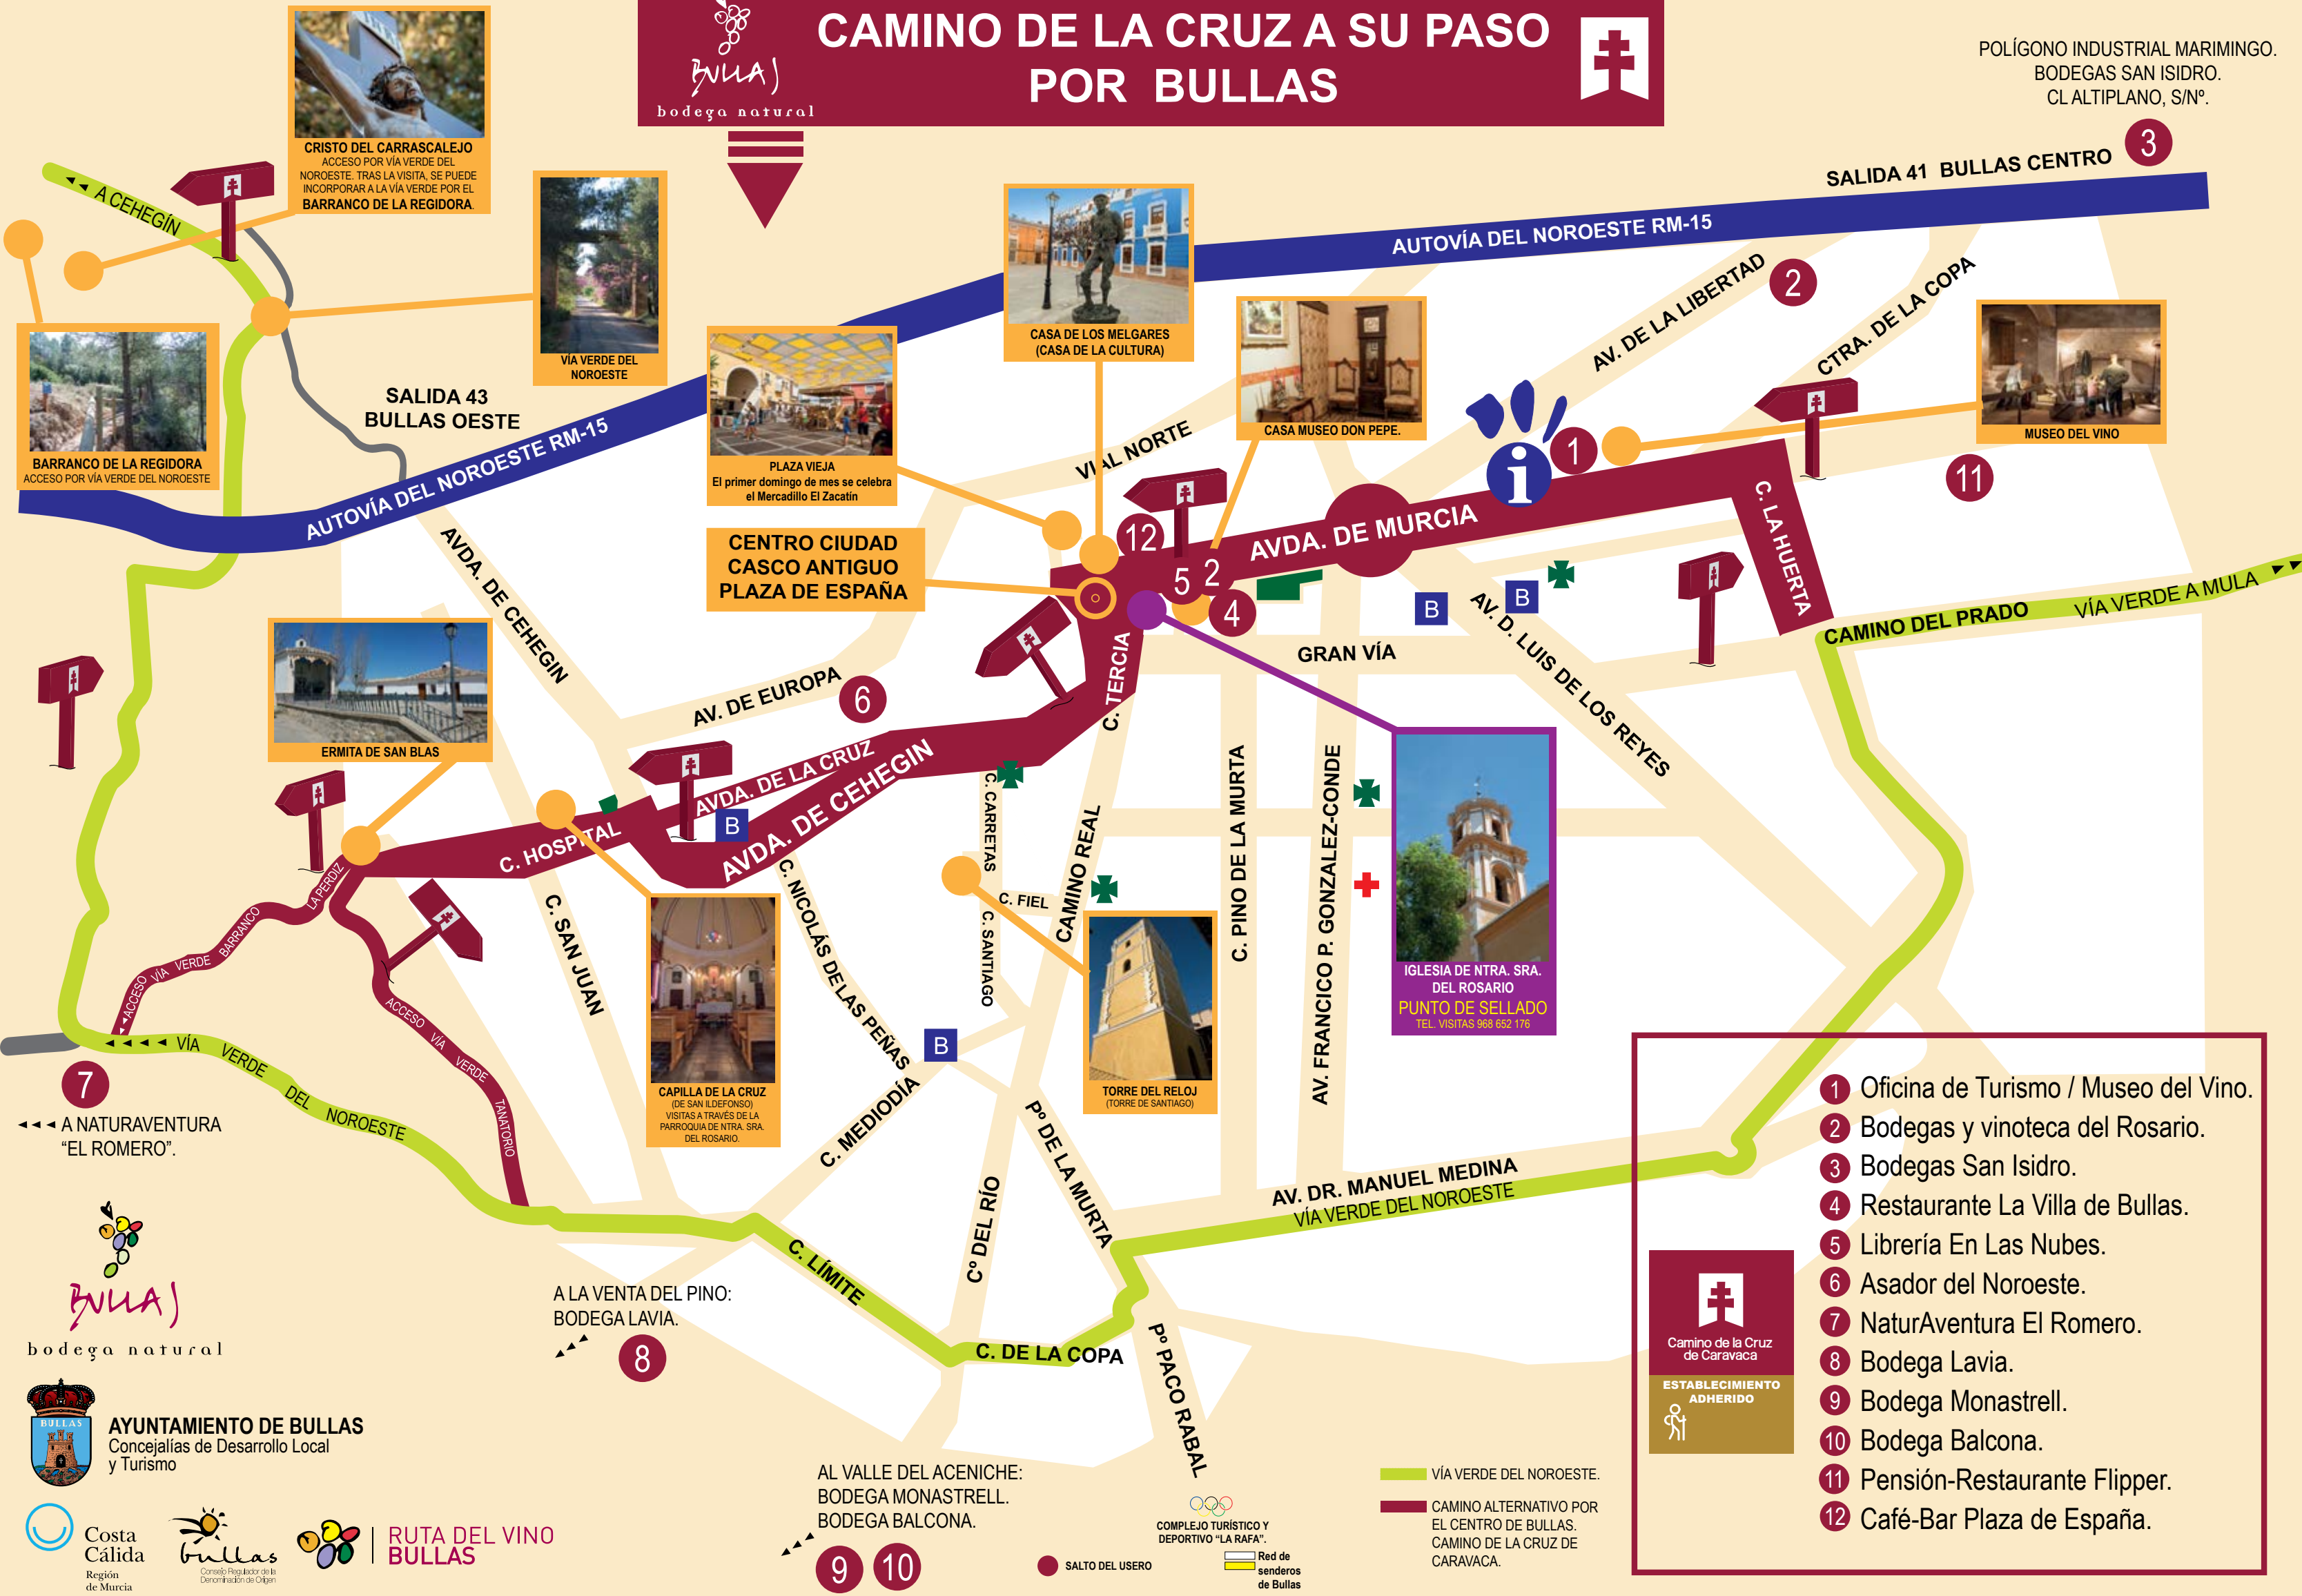 BULLAS
bodega natural
CAMINO DE LA CRUZ A SU PASO
POR BULLAS
POLÍGONO INDUSTRIAL MARIMINGO.
BODEGAS SAN ISIDRO.
CL ALTIPLANO, S/Nº.
3
SALIDA 41 BULLAS CENTRO
AUTOVÍA DEL NOROESTE RM-15
CRISTO DEL CARRASCALEJO
ACCESO POR VÍA VERDE DEL
NOROESTE. TRAS LA VISITA, SE PUEDE
INCORPORAR A LA VÍA VERDE POR EL
BARRANCO DE LA REGIDORA.
A CEHEGÍN
VÍA VERDE DEL
NOROESTE
CASA DE LOS MELGARES
(CASA DE LA CULTURA)
AV. DE LA LIBERTAD
2
CTRA. DE LA COPA
BARRANCO DE LA REGIDORA
ACCESO POR VÍA VERDE DEL NOROESTE
SALIDA 43
BULLAS OESTE
AUTOVÍA DEL NOROESTE RM-15
PLAZA VIEJA
El primer domingo de mes se celebra
el Mercadillo El Zacatín
CASA MUSEO DON PEPE.
MUSEO DEL VINO
VIAL NORTE
i
1
11
CENTRO CIUDAD
CASCO ANTIGUO
PLAZA DE ESPAÑA
12
AVDA. DE MURCIA
C. LA HUERTA
5
2
4
B
B
AVDA. DE CEHEGIN
AV. D. LUIS DE LOS REYES
CAMINO DEL PRADO
VÍA VERDE A MULA
GRAN VÍA
C. TERCIA
AV. DE EUROPA
6
ERMITA DE SAN BLAS
AVDA. DE LA CRUZ
AVDA. DE CEHEGIN
B
C. HOSPITAL
C. CARRETAS
CAMINO REAL
C. PINO DE LA MURTA
AV. FRANCICO P. GONZALEZ-CONDE
C. FIEL
C. SANTIAGO
C. NICOLÁS DE LAS PEÑAS
C. SAN JUAN
ACCESO VÍA VERDE BARRANCO LA PERDIZ
ACCESO VÍA VERDE TANATORIO
IGLESIA DE NTRA. SRA.
DEL ROSARIO
PUNTO DE SELLADO
TEL. VISITAS 968 652 176
CAPILLA DE LA CRUZ
(DE SAN ILDEFONSO)
VISITAS A TRAVÉS DE LA
PARROQUIA DE NTRA. SRA.
DEL ROSARIO.
TORRE DEL RELOJ
(TORRE DE SANTIAGO)
B
C. MEDIODÍA
VÍA VERDE DEL NOROESTE
7
A NATURAVENTURA
“EL ROMERO”.
Pº DE LA MURTA
Cº DEL RÍO
AV. DR. MANUEL MEDINA
VÍA VERDE DEL NOROESTE
C. LÍMITE
C. DE LA COPA
Pº PACO RABAL
A LA VENTA DEL PINO:
BODEGA LAVIA.
8
AL VALLE DEL ACENICHE:
BODEGA MONASTRELL.
BODEGA BALCONA.
9
10
SALTO DEL USERO
COMPLEJO TURÍSTICO Y
DEPORTIVO “LA RAFA”.
Red de
senderos
de Bullas
VÍA VERDE DEL NOROESTE.
CAMINO ALTERNATIVO POR
EL CENTRO DE BULLAS.
CAMINO DE LA CRUZ DE
CARAVACA.
Camino de la Cruz
de Caravaca
ESTABLECIMIENTO
ADHERIDO
1 Oficina de Turismo / Museo del Vino.
2 Bodegas y vinoteca del Rosario.
3 Bodegas San Isidro.
4 Restaurante La Villa de Bullas.
5 Librería En Las Nubes.
6 Asador del Noroeste.
7 NaturAventura El Romero.
8 Bodega Lavia.
9 Bodega Monastrell.
10 Bodega Balcona.
11 Pensión-Restaurante Flipper.
12 Café-Bar Plaza de España.
BULLAS
bodega natural
BULLAS
AYUNTAMIENTO DE BULLAS
Concejalías de Desarrollo Local
y Turismo
Costa
Cálida
Región
de Murcia
bullas
Consejo Regulador de la
Denominación de Origen
RUTA DEL VINO
BULLAS